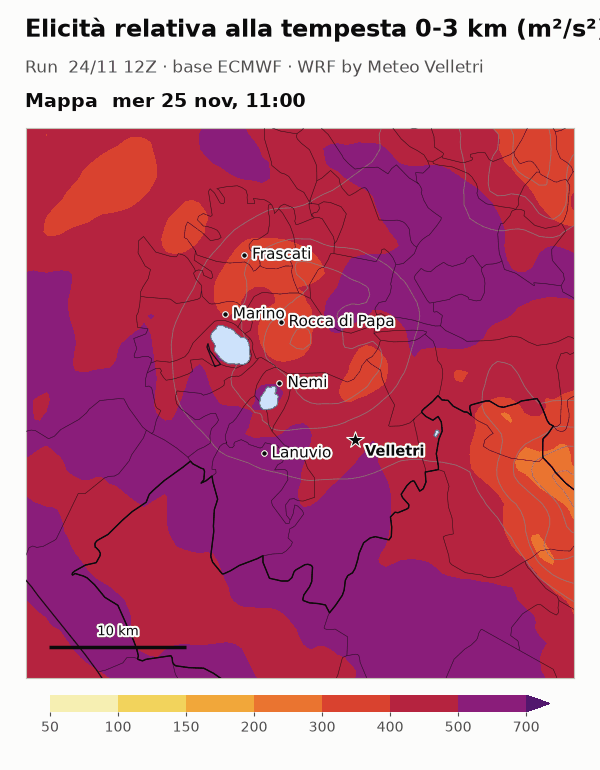 Elicità relativa alla tempesta 0-3 km (m²/s²)
Run  24/11 12Z · base ECMWF · WRF by Meteo Velletri
Mappa  mer 25 nov, 11:00
Frascati
Marino
Rocca di Papa
Nemi
Lanuvio
Velletri
10 km
50 100 150 200 300 400 500 700